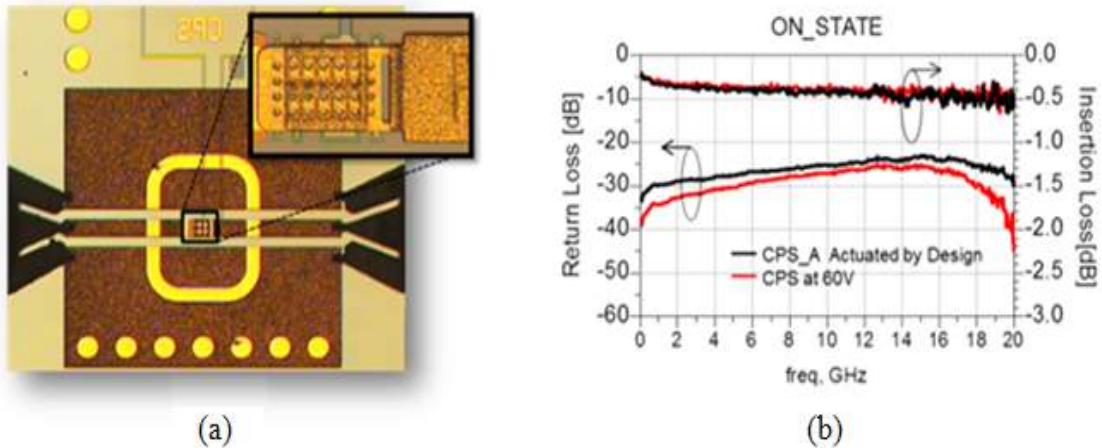 ON_STATE
Return Loss [dB]
0
-10
-20
-30
-40
-50
-60
CPS_A Actuated by Design
CPS at 60V
0.0
-0.5
-1.0
-1.5
-2.0
-2.5
-3.0
Insertion Loss[dB]
0 2 4 6 8 10 12 14 16 18 20
freq, GHz
(a)
(b)